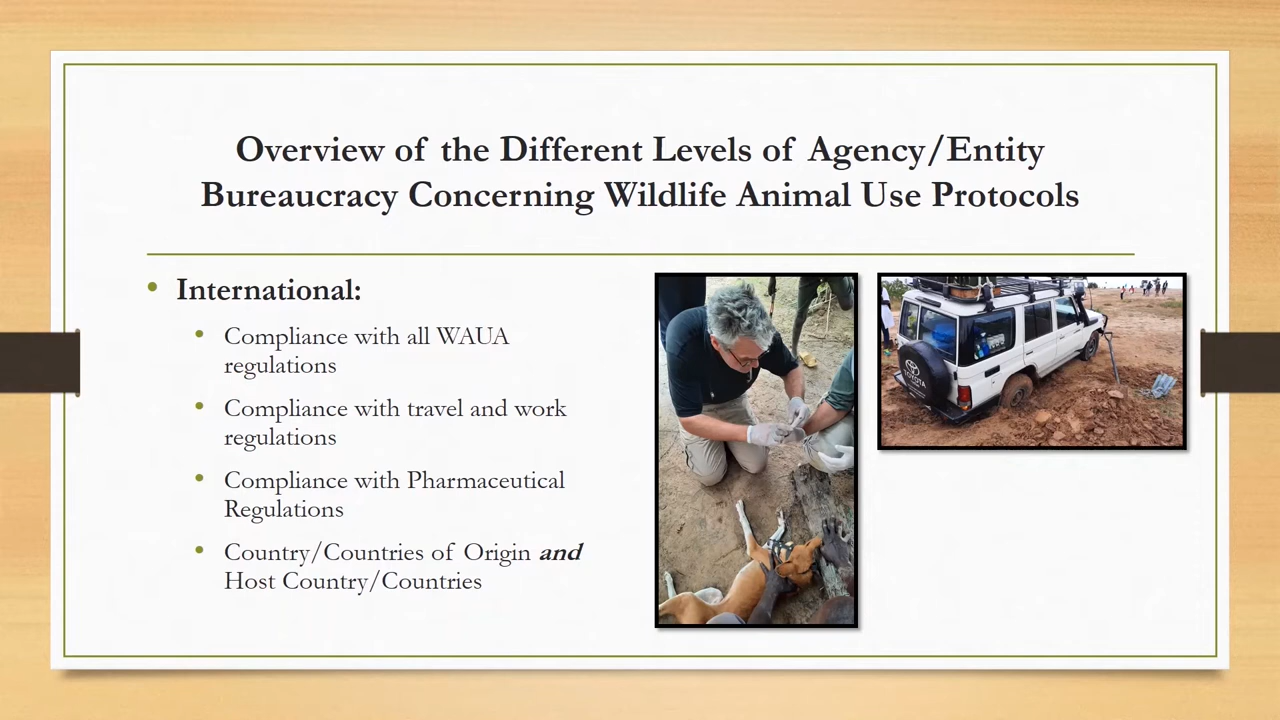 Overview of the Different Levels of Agency/Entity
Bureaucracy Concerning Wildlife Animal Use Protocols
International:
Compliance with all WAUA
regulations
Compliance with travel and work
regulations
Compliance with Pharmaceutical
Regulations
Country/Countries of Origin and
Host Country/Countries
TOYOTA